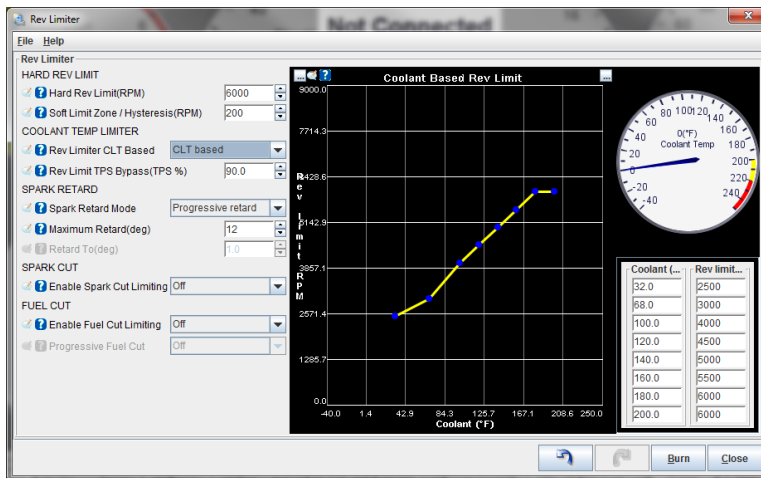 Rev Limiter
Not Connected
File Help
Rev Limiter
HARD REV LIMIT
Hard Rev Limit(RPM) 6000
Soft Limit Zone / Hysteresis(RPM) 200
COOLANT TEMP LIMITER
Rev Limiter CLT Based CLT based
Rev Limit TPS Bypass(TPS %) 90.0
SPARK RETARD
Spark Retard Mode Progressive retard
Maximum Retard(deg) 12
Retard To(deg) 1.0
SPARK CUT
Enable Spark Cut Limiting Off
FUEL CUT
Enable Fuel Cut Limiting Off
Progressive Fuel Cut Off
... ? Coolant Based Rev Limit ...
9000.0
7714.3
6428.6
5142.9
3857.1
2571.4
1285.7
0.0
Rev Limit RPM
-40.0 1.4 42.9 84.3 125.7 167.1 208.6 250.0
Coolant (°F)
-40
-20
0
20
40
60
80
100
120
140
160
180
200
220
240
0(°F)
Coolant Temp
Coolant (... Rev limit...
32.0 2500
68.0 3000
100.0 4000
120.0 4500
140.0 5000
160.0 5500
180.0 6000
200.0 6000
Burn Close